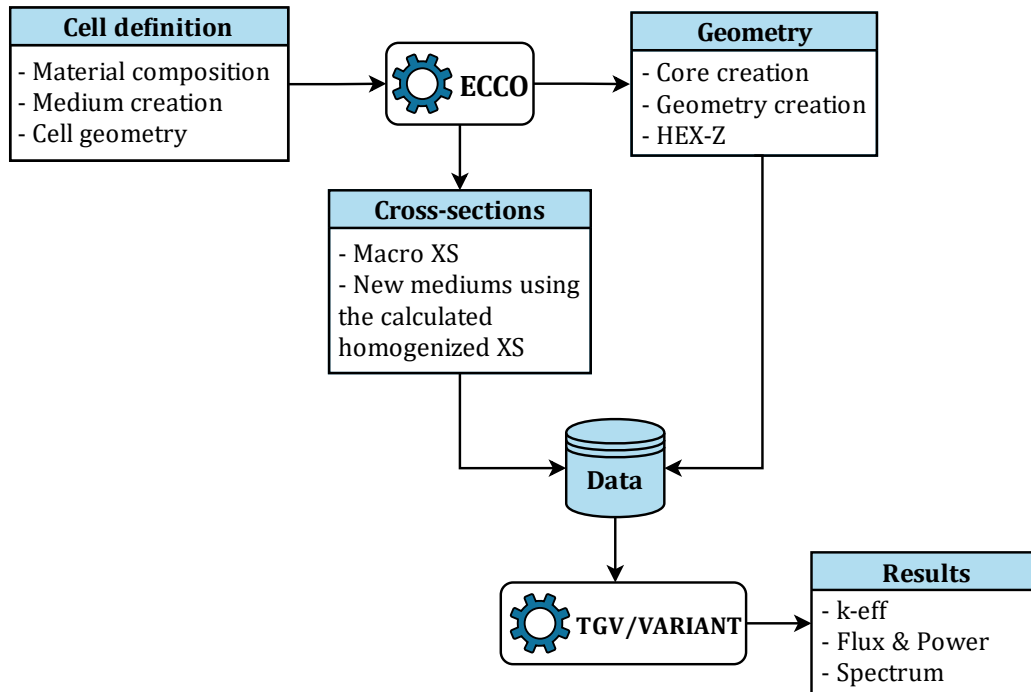 Cell definition
- Material composition
- Medium creation
- Cell geometry
ECCO
Geometry
- Core creation
- Geometry creation
- HEX-Z
Cross-sections
- Macro XS
- New mediums using
the calculated
homogenized XS
Data
TGV/VARIANT
Results
- k-eff
- Flux & Power
- Spectrum